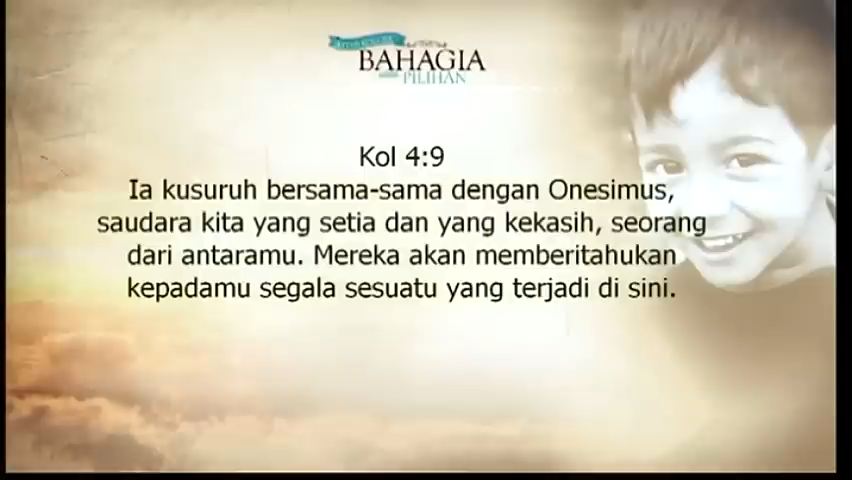 BAHAGIA
PILIHAN
Kol 4:9
Ia kusuruh bersama-sama dengan Onesimus,
saudara kita yang setia dan yang kekasih, seorang
dari antaramu. Mereka akan memberitahukan
kepadamu segala sesuatu yang terjadi di sini.